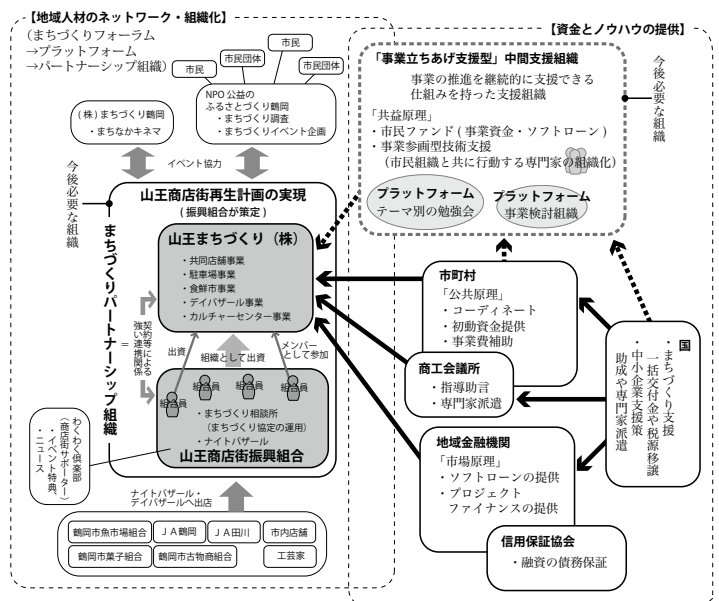 【地域人材のネットワーク・組織化】
(まちづくりフォーラム
→プラットフォーム
→パートナーシップ組織)
市民
市民団体
市民
市民団体
(株)まちづくり鶴岡
・まちなかキネマ
NPO 公益の
ふるさとづくり鶴岡
・まちづくり調査
・まちづくりイベント企画
イベント協力
今後必要な組織
まちづくりパートナーシップ組織
山王商店街再生計画の実現
(振興組合が策定)
山王まちづくり(株)
・共同店舗事業
・駐車場事業
・食鮮市事業
・デイバザール事業
・カルチャーセンター事業
契約等による
強い連携関係
=
出資
組織として出資
メンバー
として参加
組合員
組合員
組合員
組合員
・まちづくり相談所
(まちづくり協定の運用)
・ナイトバザール
山王商店街振興組合
わくわく倶楽部
(商店街サポーター)
・イベント特典、
・ニュース
ナイトバザール・
デイバザールへ出店
鶴岡市魚市場組合
JA鶴岡
JA田川
市内店舗
鶴岡市菓子組合
鶴岡市古物商組合
工芸家
【資金とノウハウの提供】
「事業立ちあげ支援型」中間支援組織
事業の推進を継続的に支援できる
仕組みを持った支援組織
「共益原理」
・市民ファンド(事業資金・ソフトローン)
・事業参画型技術支援
(市民組織と共に行動する専門家の組織化)
プラットフォーム
テーマ別の勉強会
プラットフォーム
事業検討組織
今後必要な組織
市町村
「公共原理」
・コーディネート
・初動資金提供
・事業費補助
商工会議所
・指導助言
・専門家派遣
国
・まちづくり支援
一括交付金や税源移譲
・中小企業支援策
助成や専門家派遣
地域金融機関
「市場原理」
・ソフトローンの提供
・プロジェクト
ファイナンスの提供
信用保証協会
・融資の債務保証